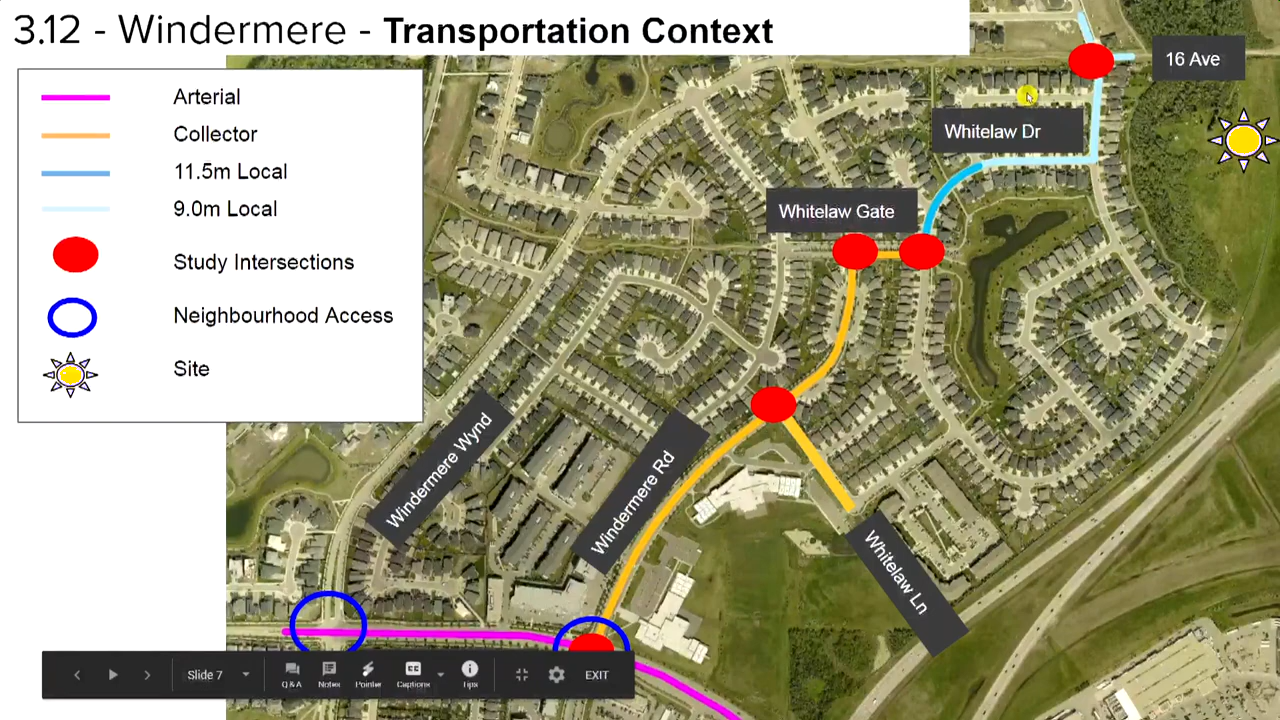 3.12 - Windermere - Transportation Context
Arterial
Collector
11.5m Local
9.0m Local
Study Intersections
Neighbourhood Access
Site
16 Ave
Whitelaw Dr
Whitelaw Gate
Windermere Wynd
Windermere Rd
Whitelaw Ln
Slide 7
Q&A
Notes
Pointer
Captions
CC
Tips
EXIT